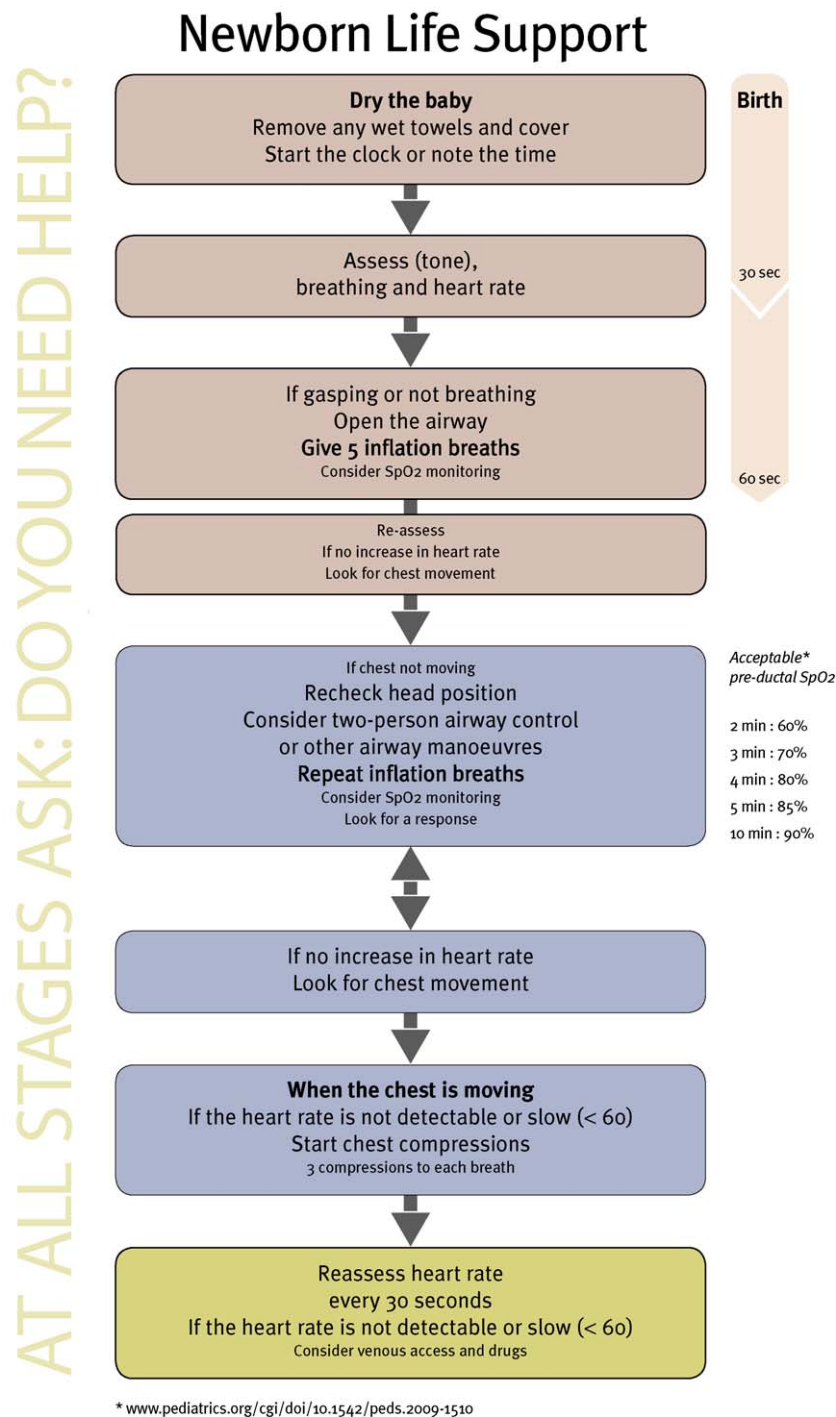 Newborn Life Support
AT ALL STAGES ASK: DO YOU NEED HELP?
Dry the baby
Remove any wet towels and cover
Start the clock or note the time
Birth
Assess (tone),
breathing and heart rate
30 sec
If gasping or not breathing
Open the airway
Give 5 inflation breaths
Consider SpO2 monitoring
60 sec
Re-assess
If no increase in heart rate
Look for chest movement
If chest not moving
Recheck head position
Consider two-person airway control
or other airway manoeuvres
Repeat inflation breaths
Consider SpO2 monitoring
Look for a response
Acceptable*
pre-ductal SpO2
2 min : 60%
3 min : 70%
4 min : 80%
5 min : 85%
10 min : 90%
If no increase in heart rate
Look for chest movement
When the chest is moving
If the heart rate is not detectable or slow (< 60)
Start chest compressions
3 compressions to each breath
Reassess heart rate
every 30 seconds
If the heart rate is not detectable or slow (< 60)
Consider venous access and drugs
* www.pediatrics.org/cgi/doi/10.1542/peds.2009-1510